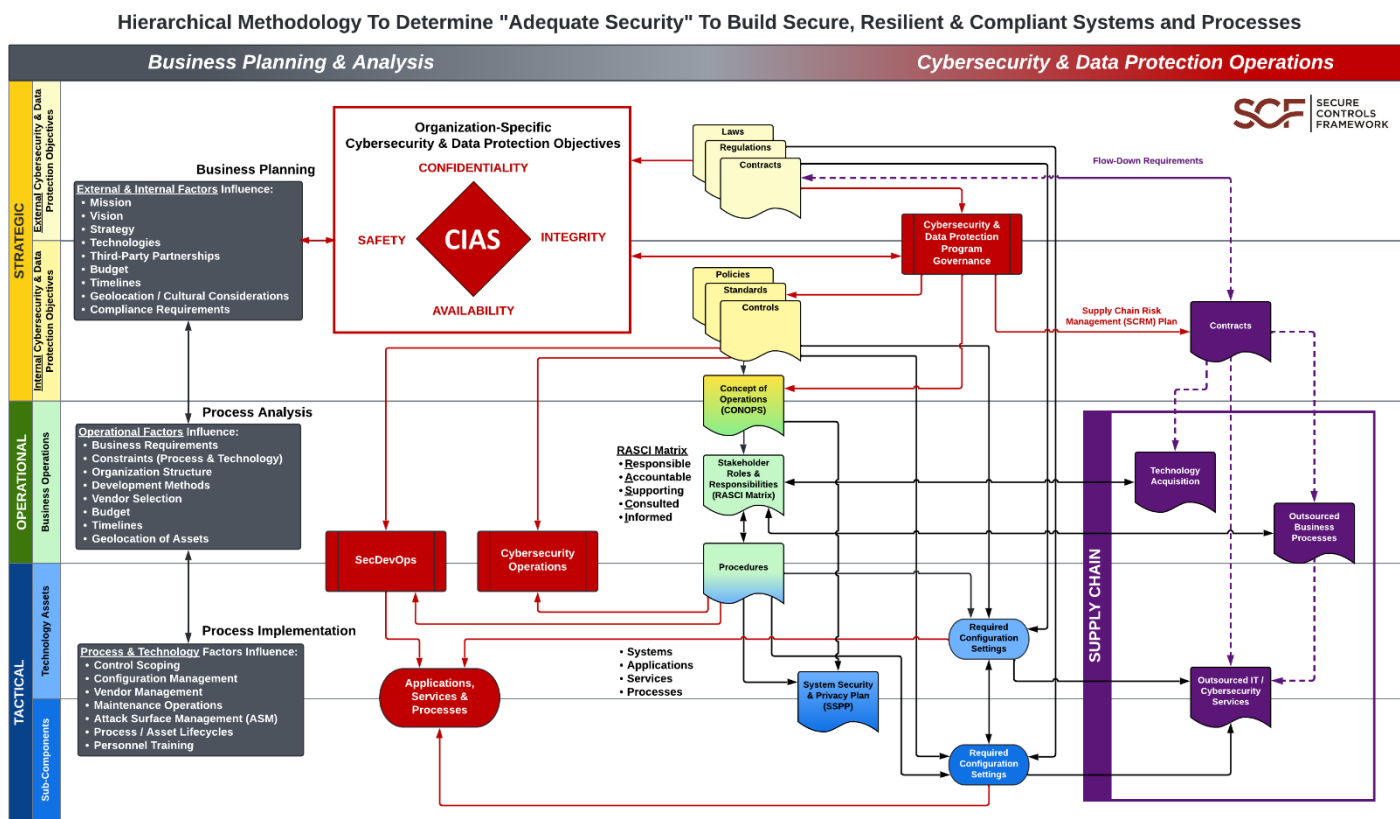 Hierarchical Methodology To Determine "Adequate Security" To Build Secure, Resilient & Compliant Systems and Processes
Business Planning & Analysis
Cybersecurity & Data Protection Operations
STRATEGIC
External Cybersecurity & Data
Protection Objectives
Internal Cybersecurity & Data
Protection Objectives
OPERATIONAL
Business Operations
TACTICAL
Technology Assets
Sub-Components
Business Planning
External & Internal Factors Influence:
• Mission
• Vision
• Strategy
• Technologies
• Third-Party Partnerships
• Budget
• Timelines
• Geolocation / Cultural Considerations
• Compliance Requirements
Process Analysis
Operational Factors Influence:
• Business Requirements
• Constraints (Process & Technology)
• Organization Structure
• Development Methods
• Vendor Selection
• Budget
• Timelines
• Geolocation of Assets
Process Implementation
Process & Technology Factors Influence:
• Control Scoping
• Configuration Management
• Vendor Management
• Maintenance Operations
• Attack Surface Management (ASM)
• Process / Asset Lifecycles
• Personnel Training
Organization-Specific
Cybersecurity & Data Protection Objectives
CONFIDENTIALITY
SAFETY
CIAS
INTEGRITY
AVAILABILITY
SecDevOps
Cybersecurity
Operations
Applications,
Services &
Processes
Laws
Regulations
Contracts
Cybersecurity &
Data Protection
Program
Governance
Policies
Standards
Controls
Concept of
Operations
(CONOPS)
RASCI Matrix
• Responsible
• Accountable
• Supporting
• Consulted
• Informed
Stakeholder
Roles &
Responsibilities
(RASCI Matrix)
Procedures
• Systems
• Applications
• Services
• Processes
System Security
& Privacy Plan
(SSPP)
Required
Configuration
Settings
Required
Configuration
Settings
SCF
SECURE
CONTROLS
FRAMEWORK
Flow-Down Requirements
Supply Chain Risk
Management (SCRM) Plan
Contracts
SUPPLY CHAIN
Technology
Acquisition
Outsourced
Business
Processes
Outsourced IT /
Cybersecurity
Services